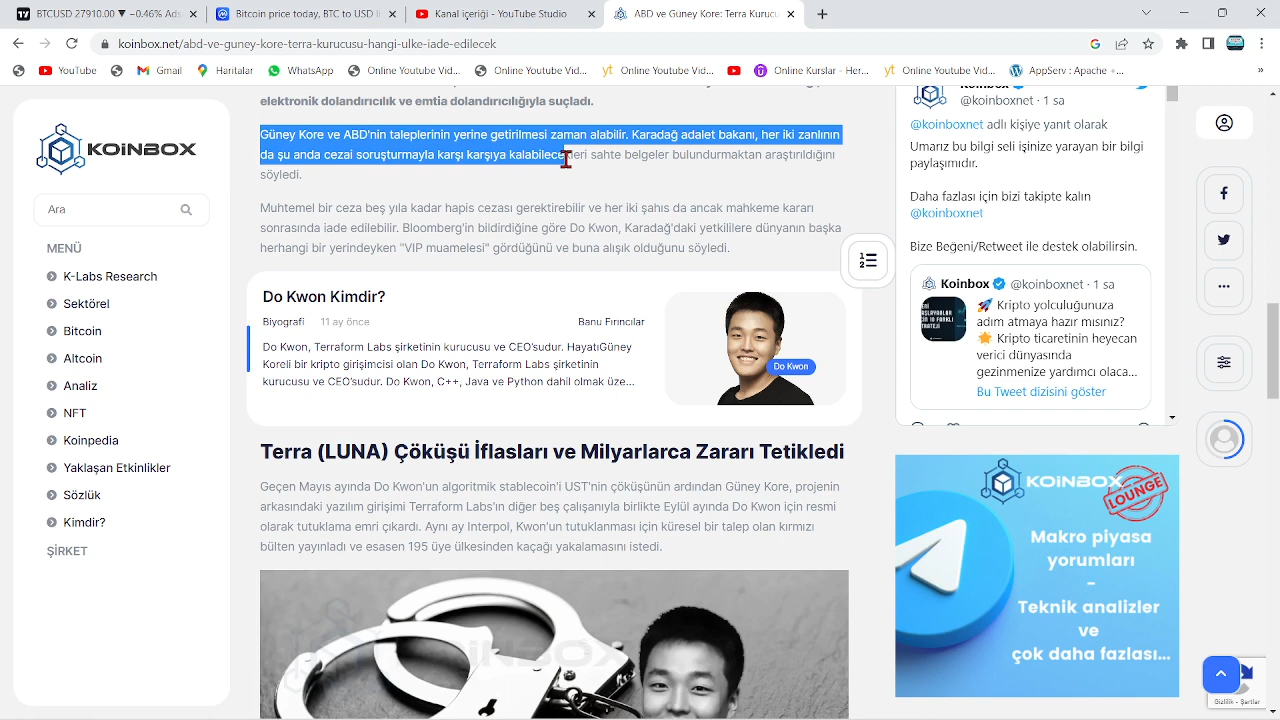 BTCUSD 27710.0 ▼ −0.46% Ads
Bitcoin price today, BTC to USD li
Kanal içeriği - YouTube Studio
ABD ve Güney Kore: Terra Kurucu
koinbox.net/abd-ve-guney-kore-terra-kurucusu-hangi-ulke-iade-edilecek
YouTube
Gmail
Haritalar
WhatsApp
Online Youtube Vid...
Online Youtube Vid...
Online Youtube Vid...
Online Kurslar - Her...
Online Youtube Vid...
AppServ : Apache +...
KOINBOX
Ara
MENÜ
K-Labs Research
Sektörel
Bitcoin
Altcoin
Analiz
NFT
Koinpedia
Yaklaşan Etkinlikler
Sözlük
Kimdir?
ŞİRKET
elektronik dolandırıcılık ve emtia dolandırıcılığıyla suçladı.
Güney Kore ve ABD'nin taleplerinin yerine getirilmesi zaman alabilir. Karadağ adalet bakanı, her iki zanlının
da şu anda cezai soruşturmayla karşı karşıya kalabilecekleri sahte belgeler bulundurmaktan araştırıldığını
söyledi.
Muhtemel bir ceza beş yıla kadar hapis cezası gerektirebilir ve her iki şahıs da ancak mahkeme kararı
sonrasında iade edilebilir. Bloomberg'in bildirdiğine göre Do Kwon, Karadağ'daki yetkililere dünyanın başka
herhangi bir yerindeyken "VIP muamelesi" gördüğünü ve buna alışık olduğunu söyledi.
Do Kwon Kimdir?
Biyografi 11 ay önce Banu Fırıncılar
Do Kwon, Terraform Labs şirketinin kurucusu ve CEO'sudur. HayatıGüney
Koreli bir kripto girişimcisi olan Do Kwon, Terraform Labs şirketinin
kurucusu ve CEO'sudur. Do Kwon, C++, Java ve Python dahil olmak üze...
Do Kwon
Terra (LUNA) Çöküşü İflasları ve Milyarlarca Zararı Tetikledi
Geçen Mayıs ayında Do Kwon'un algoritmik stablecoin'i UST'nin çöküşünün ardından Güney Kore, projenin
arkasındaki yazılım girişimi Terraform Labs'ın diğer beş çalışanıyla birlikte Eylül ayında Do Kwon için resmi
olarak tutuklama emri çıkardı. Aynı ay Interpol, Kwon'un tutuklanması için küresel bir talep olan kırmızı
bülten yayınladı ve esasen 195 üye ülkesinden kaçağı yakalamasını istedi.
KOINBOX
Koinbox
@koinboxnet · 1 sa
@koinboxnet adlı kişiye yanıt olarak
Umarız bu bilgi seli içinize yarayan bir bilgi
paylaşımıdır.
Daha fazlası için bizi takipte kalın
@koinboxnet
Bize Beğeni/Retweet ile destek olabilirsin.
Koinbox @koinboxnet · 1 sa
🚀 Kripto yolculuğunuza
adım atmaya hazır mısınız?
🌟 Kripto ticaretinin heyecan
verici dünyasında
gezinmenize yardımcı olaca...
Bu Tweet dizisini göster
KOINBOX
LOUNGE
Makro piyasa
yorumları
-
Teknik analizler
ve
çok daha fazlası...
Gizlilik - Şartlar